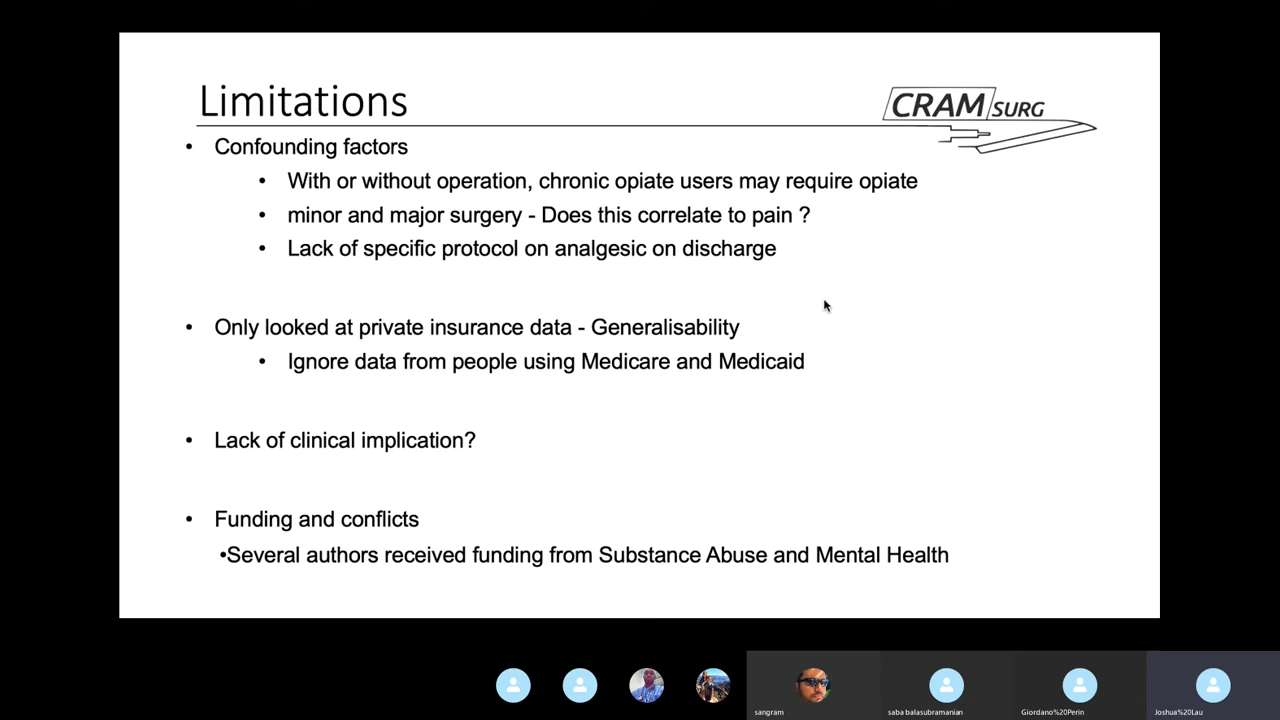 Limitations
CRAM SURG
• Confounding factors
• With or without operation, chronic opiate users may require opiate
• minor and major surgery - Does this correlate to pain ?
• Lack of specific protocol on analgesic on discharge
• Only looked at private insurance data - Generalisability
• Ignore data from people using Medicare and Medicaid
• Lack of clinical implication?
• Funding and conflicts
•Several authors received funding from Substance Abuse and Mental Health
sangram
saba balasubramanian
Giordano%20Perin
Joshua%20Lau